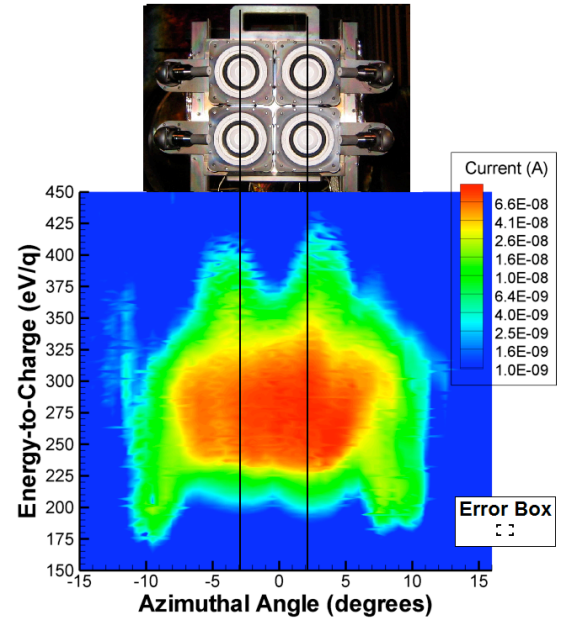 Current (A)
6.6E-08
4.1E-08
2.6E-08
1.6E-08
1.0E-08
6.4E-09
4.0E-09
2.5E-09
1.6E-09
1.0E-09
450
425
400
375
350
325
300
275
250
225
200
175
150
Energy-to-Charge (eV/q)
Error Box
-15 -10 -5 0 5 10 15
Azimuthal Angle (degrees)